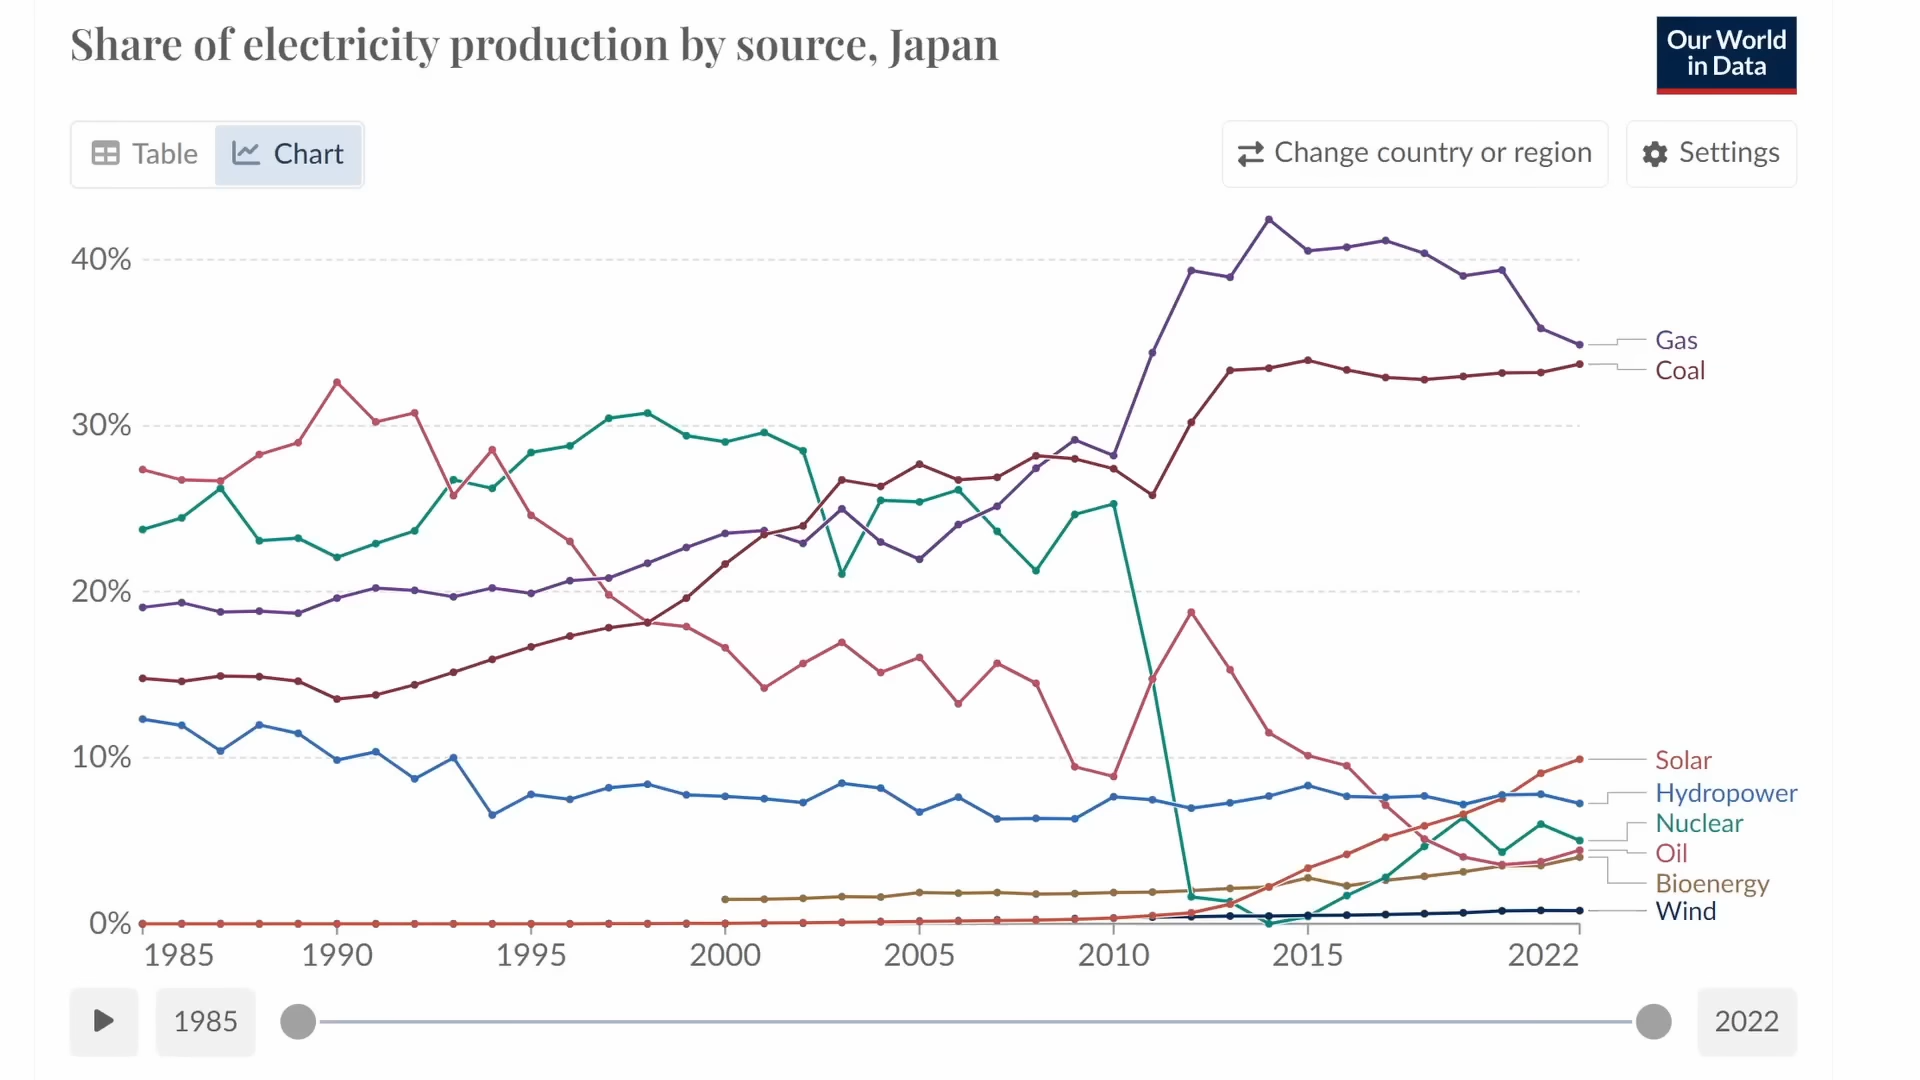 Share of electricity production by source, Japan
Our World
in Data
Table
Chart
Change country or region
Settings
40%
30%
20%
10%
0%
Gas
Coal
Solar
Hydropower
Nuclear
Oil
Bioenergy
Wind
1985
1990
1995
2000
2005
2010
2015
2022
1985
2022